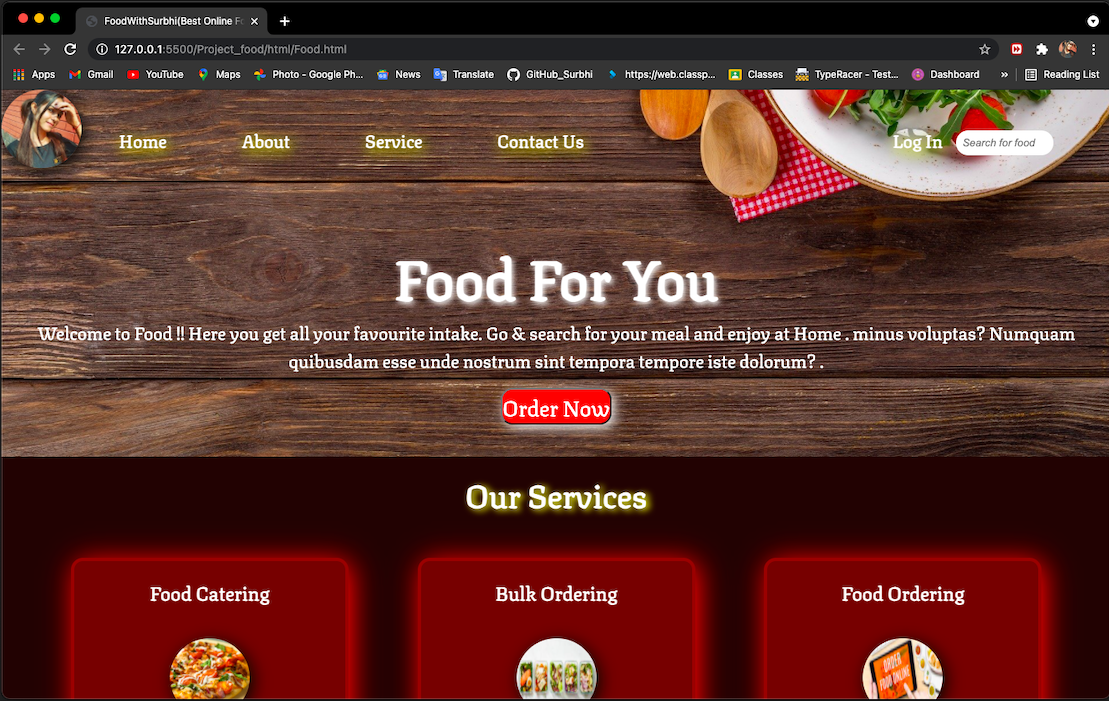 FoodWithSurbhi(Best Online Fo
127.0.0.1:5500/Project_food/html/Food.html
Apps Gmail YouTube Maps Photo - Google Ph... News Translate GitHub_Surbhi https://web.classp... Classes TypeRacer - Test... Dashboard » Reading List
Home About Service Contact Us Log In Search for food
Food For You
Welcome to Food !! Here you get all your favourite intake. Go & search for your meal and enjoy at Home . minus voluptas? Numquam
quibusdam esse unde nostrum sint tempora tempore iste dolorum? .
Order Now
Our Services
Food Catering Bulk Ordering Food Ordering
ORDER
FOOD ONLINE